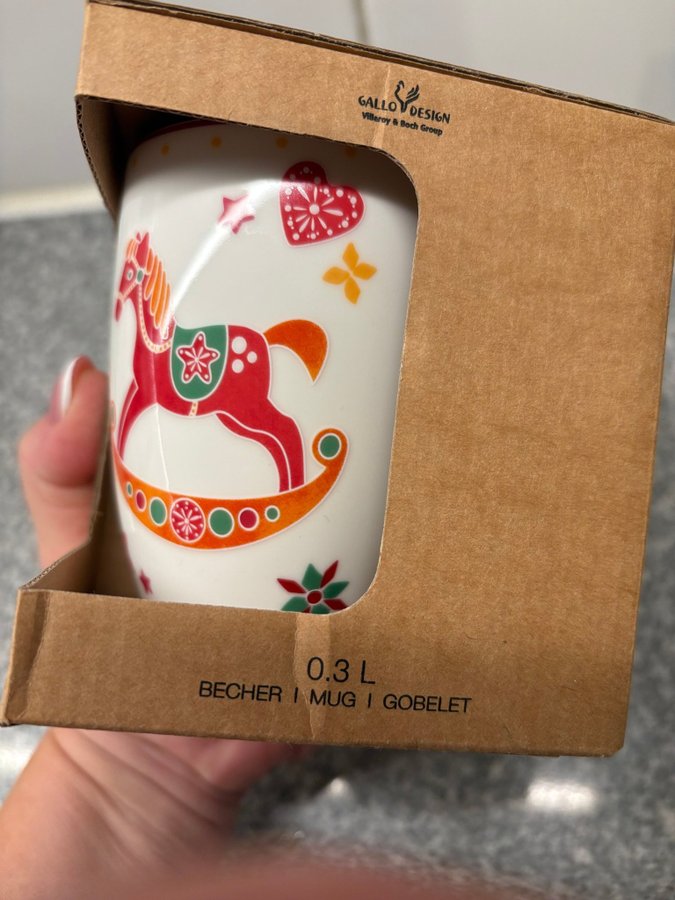 GALLO DESIGN
Villeroy & Boch Group
0.3 L
BECHER | MUG | GOBELET